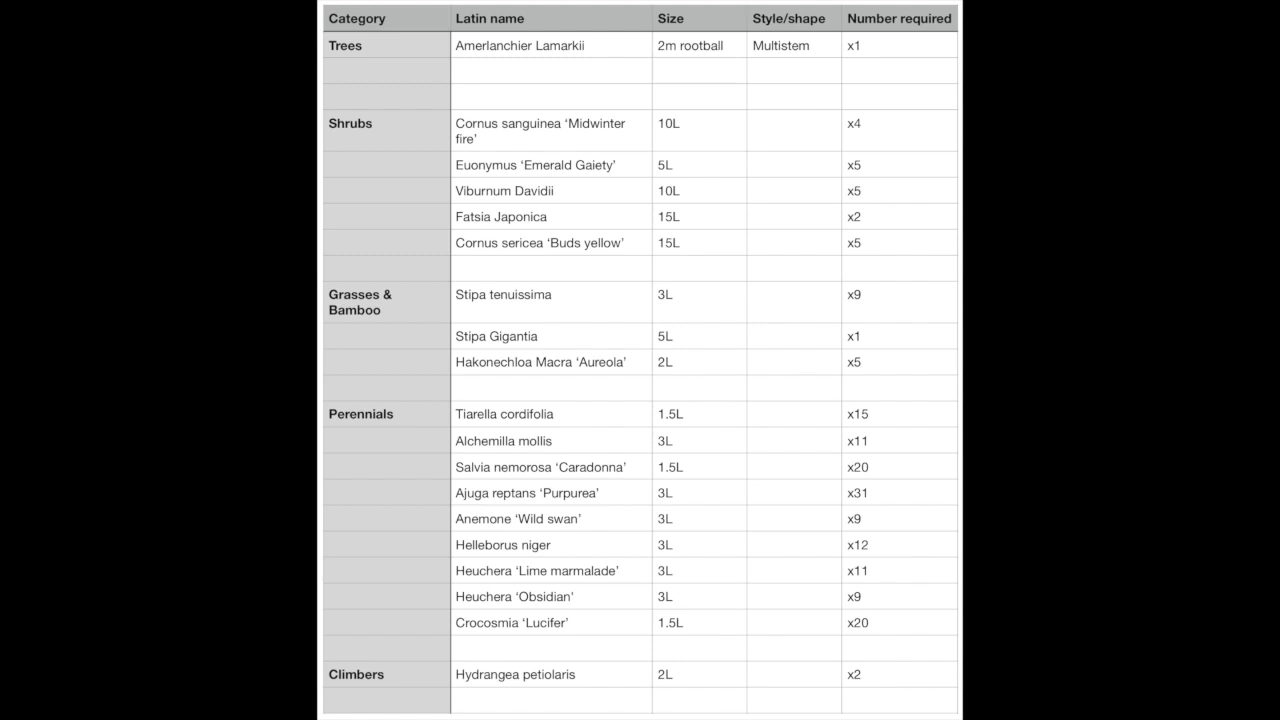 Category Latin name Size Style/shape Number required
Trees Amerlanchier Lamarkii 2m rootball Multistem x1
Shrubs Cornus sanguinea ‘Midwinter 10L x4
fire’
Euonymus ‘Emerald Gaiety’ 5L x5
Viburnum Davidii 10L x5
Fatsia Japonica 15L x2
Cornus sericea ‘Buds yellow’ 15L x5
Grasses & Stipa tenuissima 3L x9
Bamboo
Stipa Gigantia 5L x1
Hakonechloa Macra ‘Aureola’ 2L x5
Perennials Tiarella cordifolia 1.5L x15
Alchemilla mollis 3L x11
Salvia nemorosa ‘Caradonna’ 1.5L x20
Ajuga reptans ‘Purpurea’ 3L x31
Anemone ‘Wild swan’ 3L x9
Helleborus niger 3L x12
Heuchera ‘Lime marmalade’ 3L x11
Heuchera ‘Obsidian’ 3L x9
Crocosmia ‘Lucifer’ 1.5L x20
Climbers Hydrangea petiolaris 2L x2